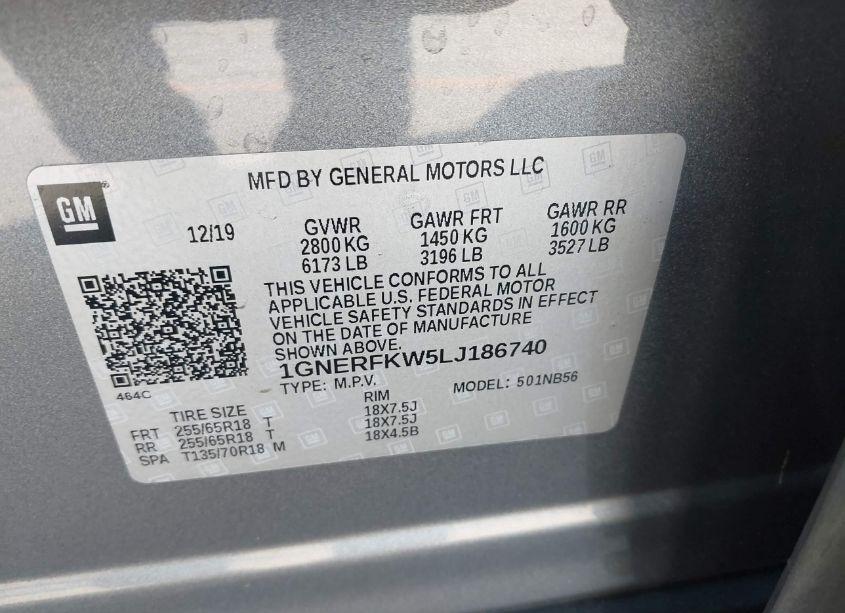 MFD BY GENERAL MOTORS LLC
GM
12/19
GVWR
2800 KG
6173 LB
GAWR FRT
1450 KG
3196 LB
GAWR RR
1600 KG
3527 LB
THIS VEHICLE CONFORMS TO ALL
APPLICABLE U.S. FEDERAL MOTOR
VEHICLE SAFETY STANDARDS IN EFFECT
ON THE DATE OF MANUFACTURE
SHOWN ABOVE.
1GNERFKW5LJ186740
TYPE: M.P.V. MODEL: 501NB56
464C
TIRE SIZE RIM
FRT 255/65R18 T 18X7.5J
RR 255/65R18 T 18X7.5J
SPA T135/70R18 M 18X4.5B